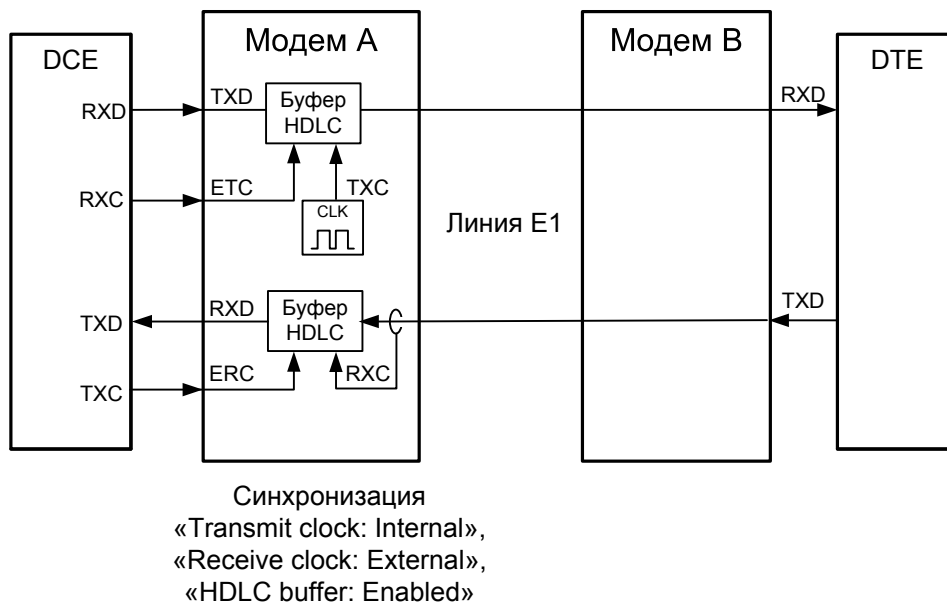 DCE
RXD
RXC
TXD
TXC
Модем A
TXD
Буфер
HDLC
ETC
TXC
CLK
RXD
Буфер
HDLC
ERC
RXC
Линия E1
Модем B
RXD
TXD
DTE
Синхронизация
«Transmit clock: Internal»,
«Receive clock: External»,
«HDLC buffer: Enabled»